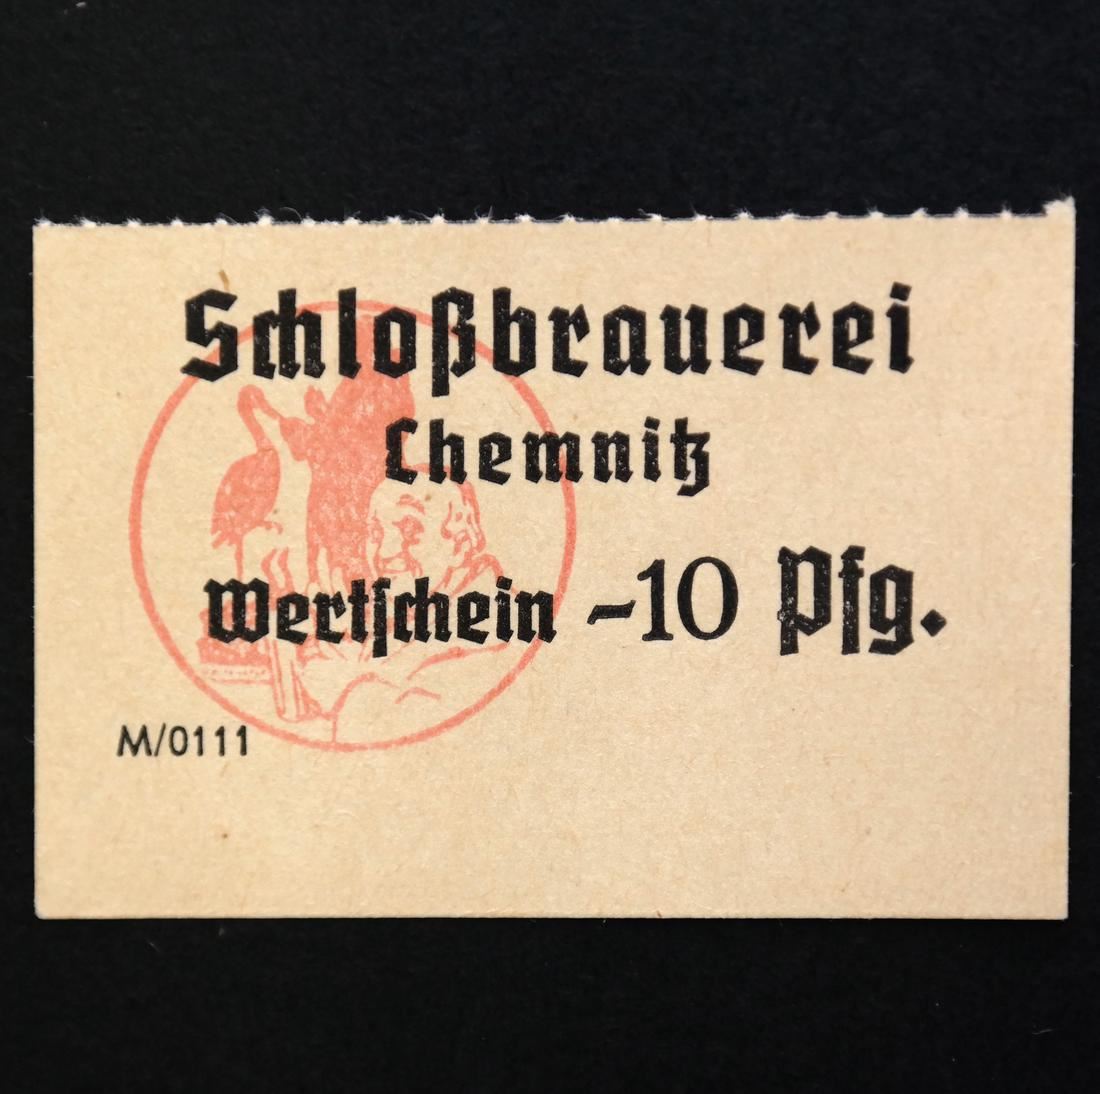 Schloßbrauerei
Chemnitz
Wertschein -10 Pfg.
M/0111